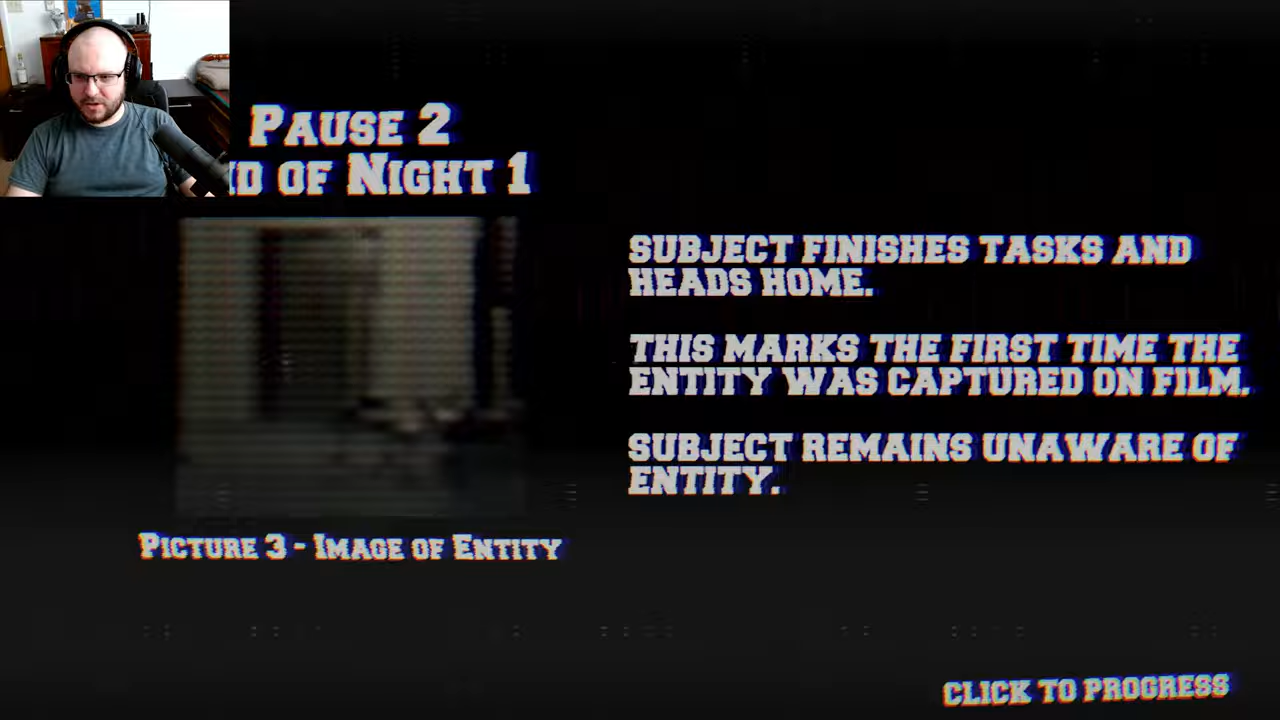 PAUSE 2
OF NIGHT 1
SUBJECT FINISHES TASKS AND
HEADS HOME.
THIS MARKS THE FIRST TIME THE
ENTITY WAS CAPTURED ON FILM.
SUBJECT REMAINS UNAWARE OF
ENTITY.
PICTURE 3 - IMAGE OF ENTITY
CLICK TO PROGRESS